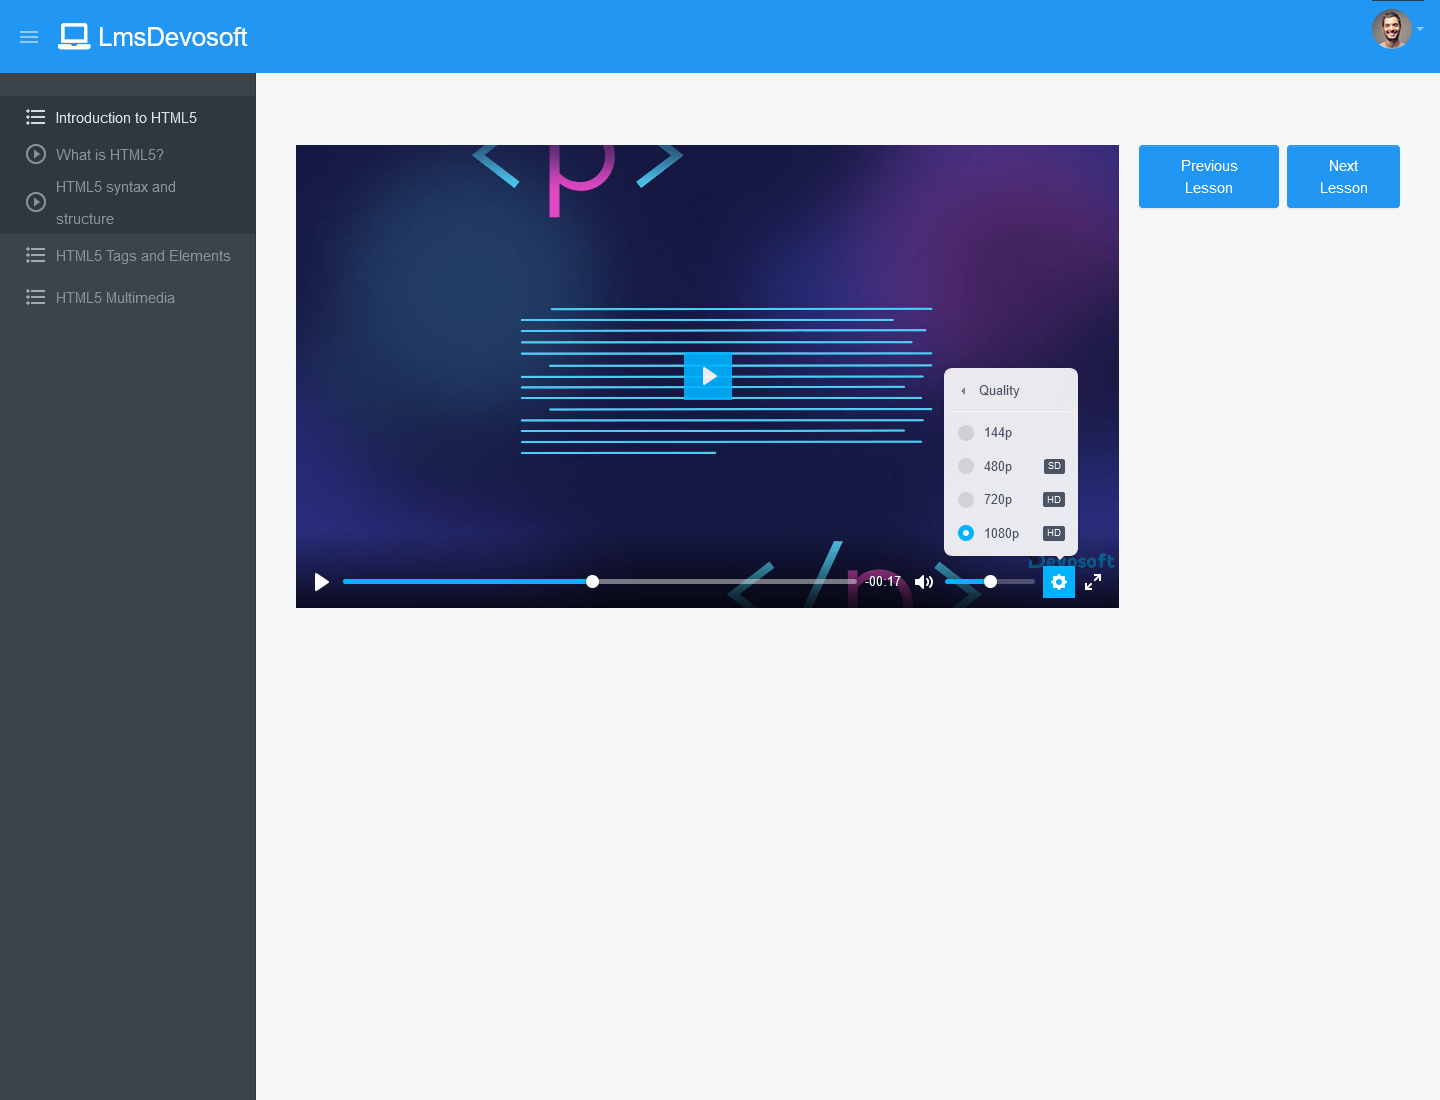 LmsDevosoft
Introduction to HTML5
What is HTML5?
HTML5 syntax and
structure
HTML5 Tags and Elements
HTML5 Multimedia
<p>
Previous
Lesson
Next
Lesson
Quality
144p
480p SD
720p HD
1080p HD
Devosoft
</p>
-00:17